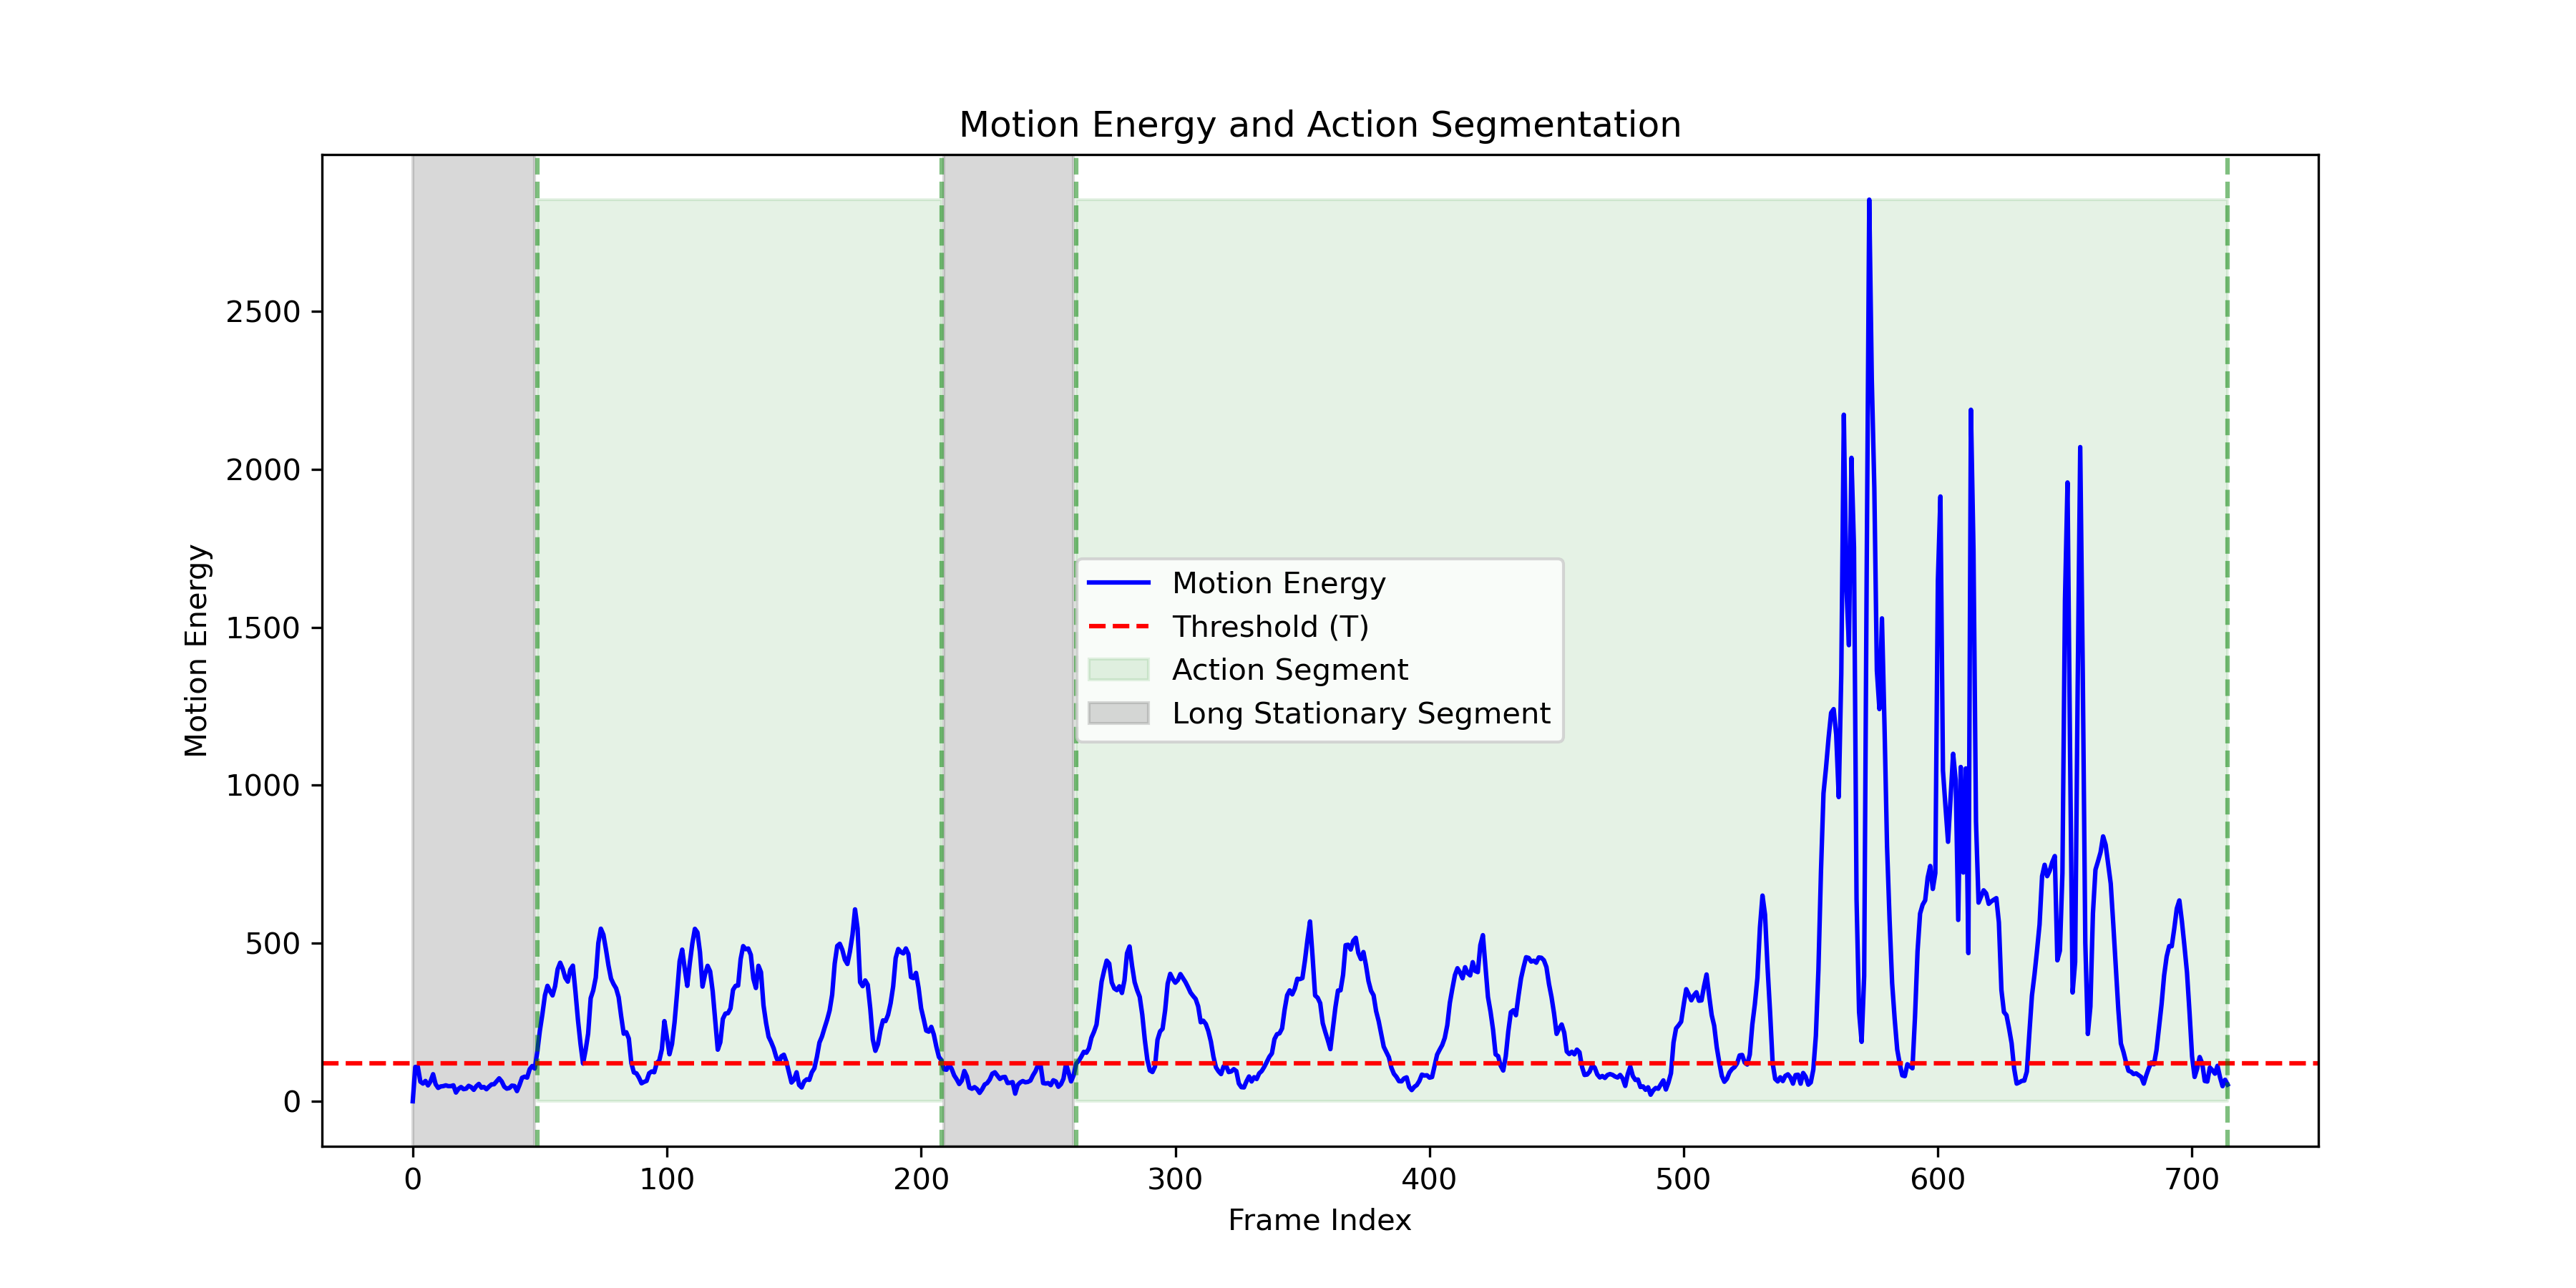 Motion Energy and Action Segmentation
Motion Energy
2500
2000
1500
1000
500
0
Motion Energy
Threshold (T)
Action Segment
Long Stationary Segment
0 100 200 300 400 500 600 700
Frame Index